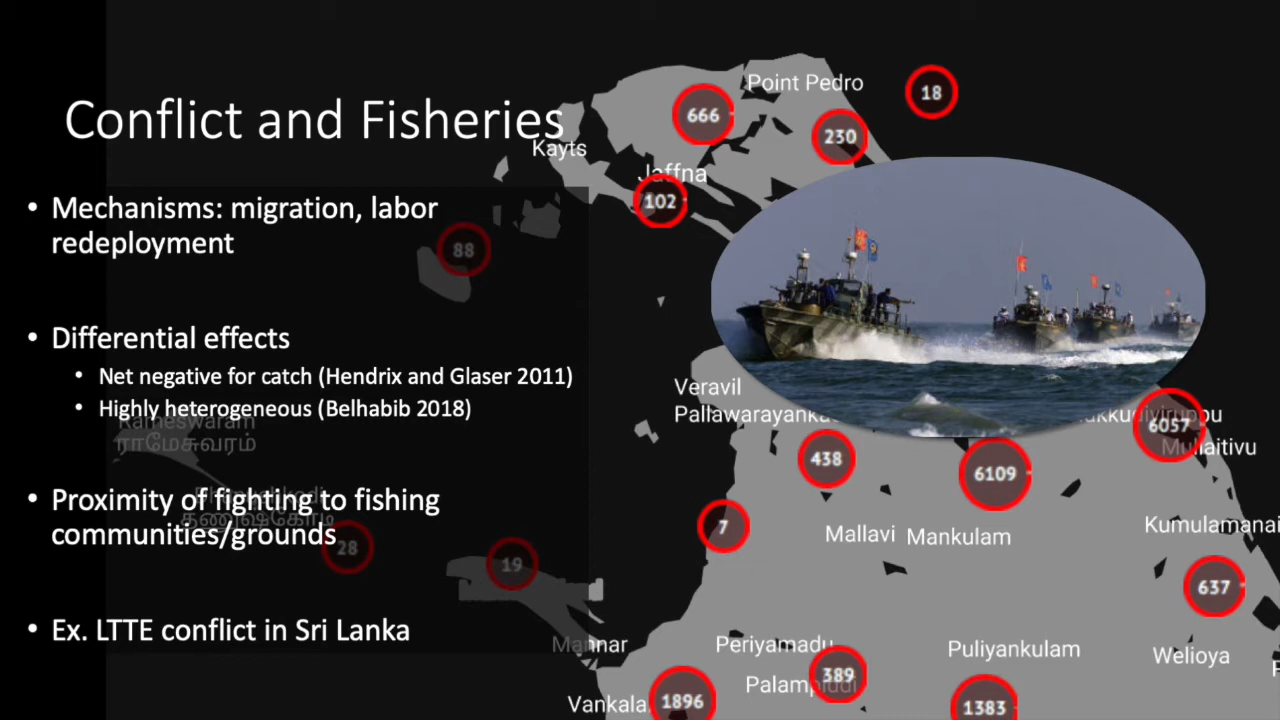 Conflict and Fisheries
• Mechanisms: migration, labor
redeployment
• Differential effects
• Net negative for catch (Hendrix and Glaser 2011)
• Highly heterogeneous (Belhabib 2018)
• Proximity of fighting to fishing
communities/grounds
• Ex. LTTE conflict in Sri Lanka
Point Pedro
18
666
230
Kayts
Jaffna
102
88
Veravil
Pallawarayanka
6057
Rameswaram
ராமேசுவரம்
438
6109
7
Mallavi
Mankulam
Kumulamanai
28
19
637
Mannar
Periyamadu
Puliyankulam
Welioya
389
Vankala
1896
1383